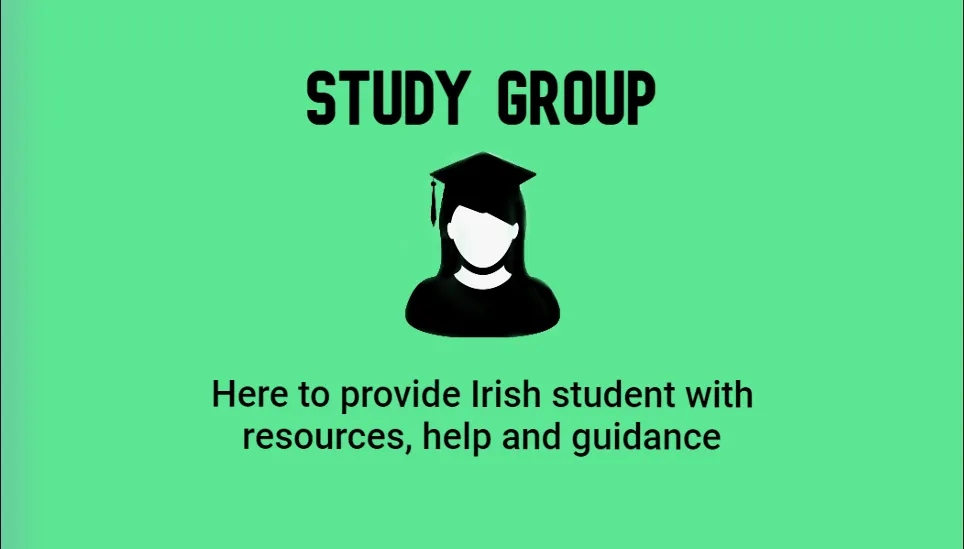 STUDY GROUP
Here to provide Irish student with
resources, help and guidance